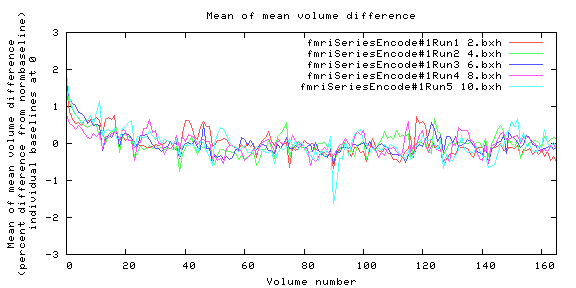 Mean of mean volume difference
fmriSeriesEncode#1Run1 2.bxh
fmriSeriesEncode#1Run2 4.bxh
fmriSeriesEncode#1Run3 6.bxh
fmriSeriesEncode#1Run4 8.bxh
fmriSeriesEncode#1Run5 10.bxh
Mean of mean volume difference
(percent difference from normbaseline)
individual baselines at 0
3
2
1
0
-1
-2
-3
0 20 40 60 80 100 120 140 160
Volume number